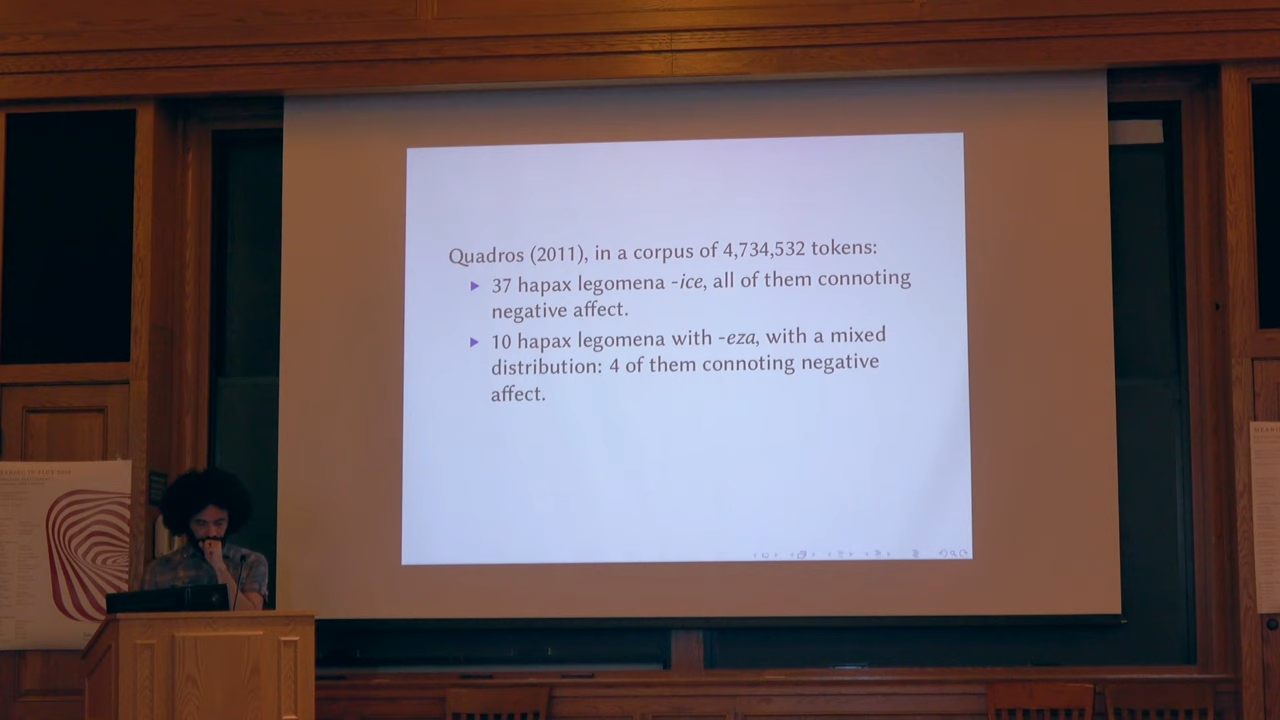 Quadros (2011), in a corpus of 4,734,532 tokens:
37 hapax legomena -ice, all of them connoting
negative affect.
10 hapax legomena with -eza, with a mixed
distribution: 4 of them connoting negative
affect.